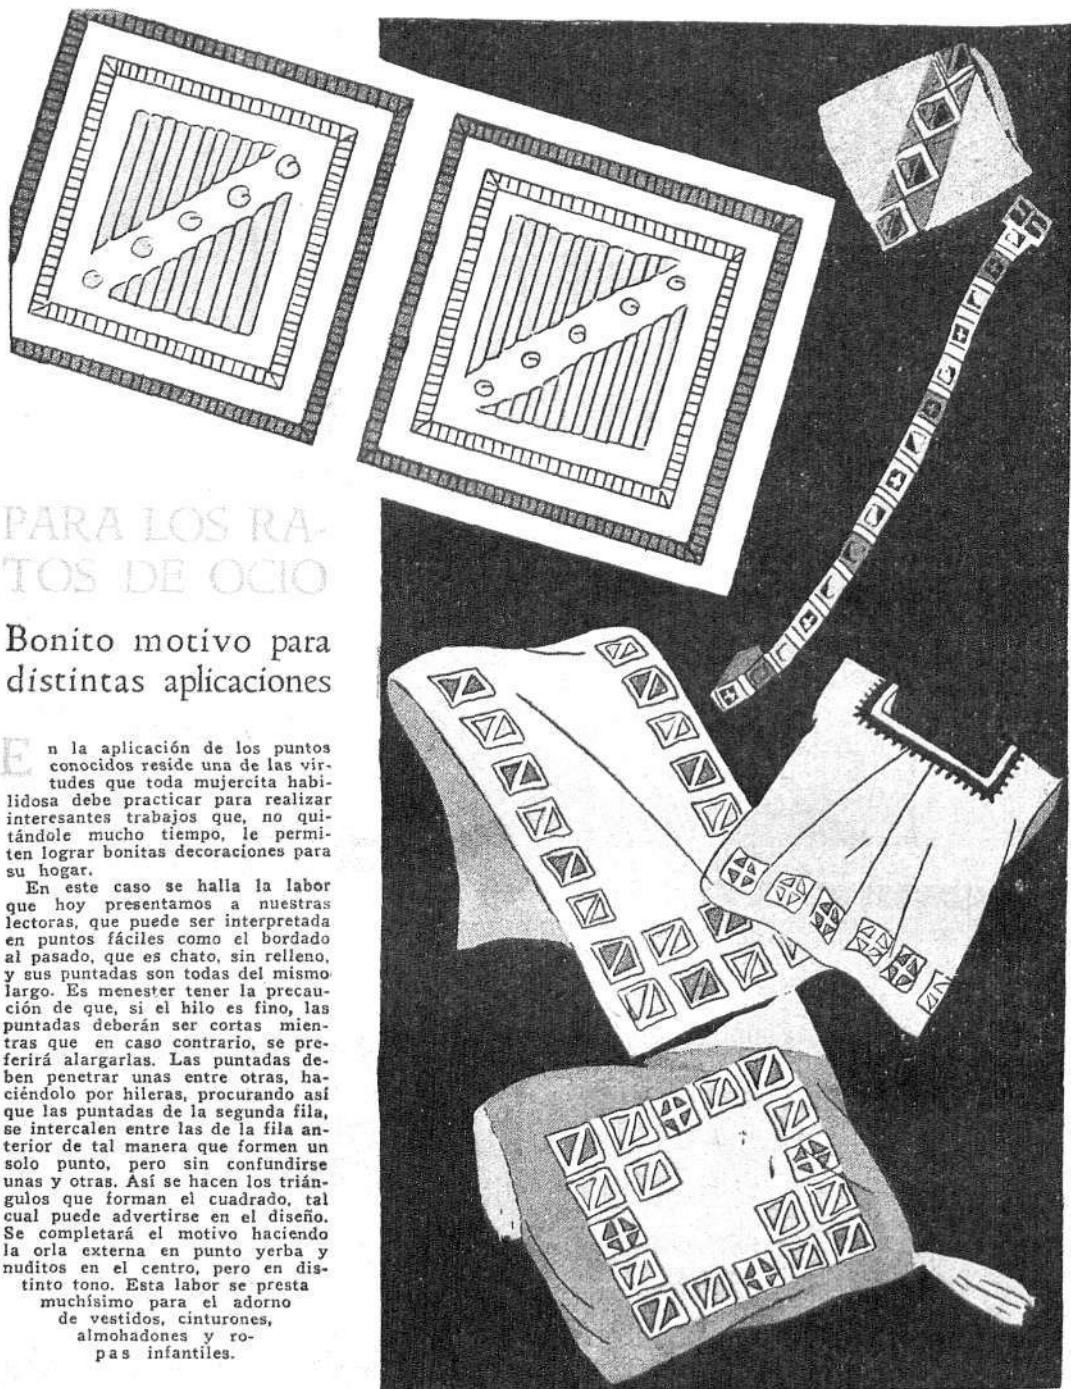 PARA LOS RA-
TOS DE OCIO
Bonito motivo para
distintas aplicaciones
En la aplicación de los puntos
conocidos reside una de las vir-
tudes que toda mujercita habi-
lidosa debe practicar para realizar
interesantes trabajos que, no qui-
tándole mucho tiempo, le permi-
ten lograr bonitas decoraciones para
su hogar.
En este caso se halla la labor
que hoy presentamos a nuestras
lectoras, que puede ser interpretada
en puntos fáciles como el bordado
al pasado, que es chato, sin relleno,
y sus puntadas son todas del mismo
largo. Es menester tener la precau-
ción de que, si el hilo es fino, las
puntadas deberán ser cortas mien-
tras que en caso contrario, se pre-
ferirá alargarlas. Las puntadas de-
ben penetrar unas entre otras, ha-
ciéndolo por hileras, procurando así
que las puntadas de la segunda fila,
se intercalen entre las de la fila an-
terior de tal manera que formen un
solo punto, pero sin confundirse
unas y otras. Así se hacen los trián-
gulos que forman el cuadrado, tal
cual puede advertirse en el diseño.
Se completará el motivo haciendo
la orla externa en punto yerba y
nuditos en el centro, pero en dis-
tinto tono. Esta labor se presta
muchísimo para el adorno
de vestidos, cinturones,
almohadones y ro-
pas infantiles.